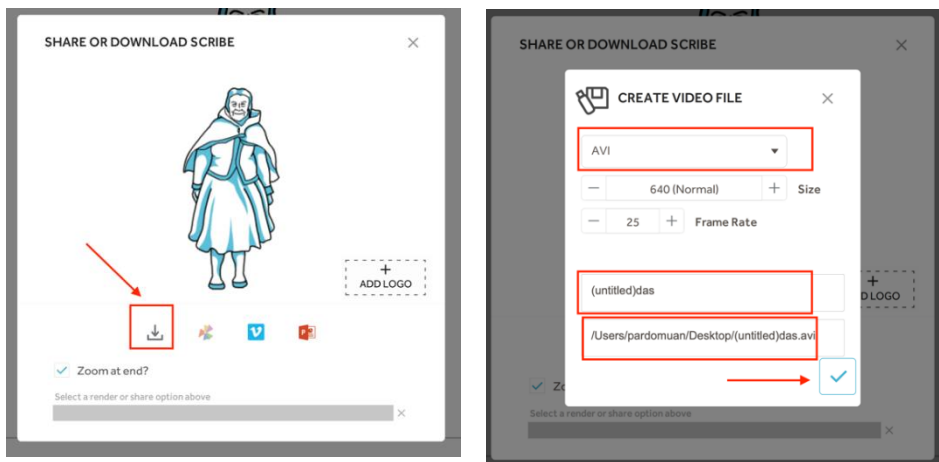 SHARE OR DOWNLOAD SCRIBE
+
ADD LOGO
Zoom at end?
Select a render or share option above
SHARE OR DOWNLOAD SCRIBE
CREATE VIDEO FILE
AVI
640 (Normal) Size
25 Frame Rate
(untitled)das
/Users/pardomuan/Desktop/(untitled)das.avi
+
D LOGO
Zo
Select a render or share option above